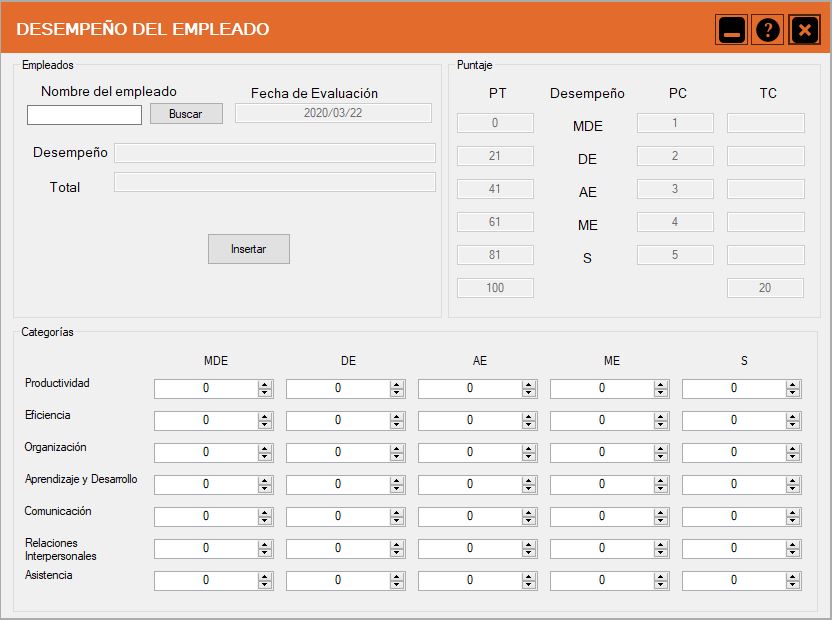 DESEMPEÑO DEL EMPLEADO
?
Empleados
Nombre del empleado
Fecha de Evaluación
Buscar
2020/03/22
Desempeño
Total
Insertar
Puntaje
PT Desempeño PC TC
0 MDE 1
21 DE 2
41 AE 3
61 ME 4
81 S 5
100 20
Categorías
MDE DE AE ME S
Productividad 0 0 0 0 0
Eficiencia 0 0 0 0 0
Organización 0 0 0 0 0
Aprendizaje y Desarrollo 0 0 0 0 0
Comunicación 0 0 0 0 0
Relaciones
Interpersonales 0 0 0 0 0
Asistencia 0 0 0 0 0